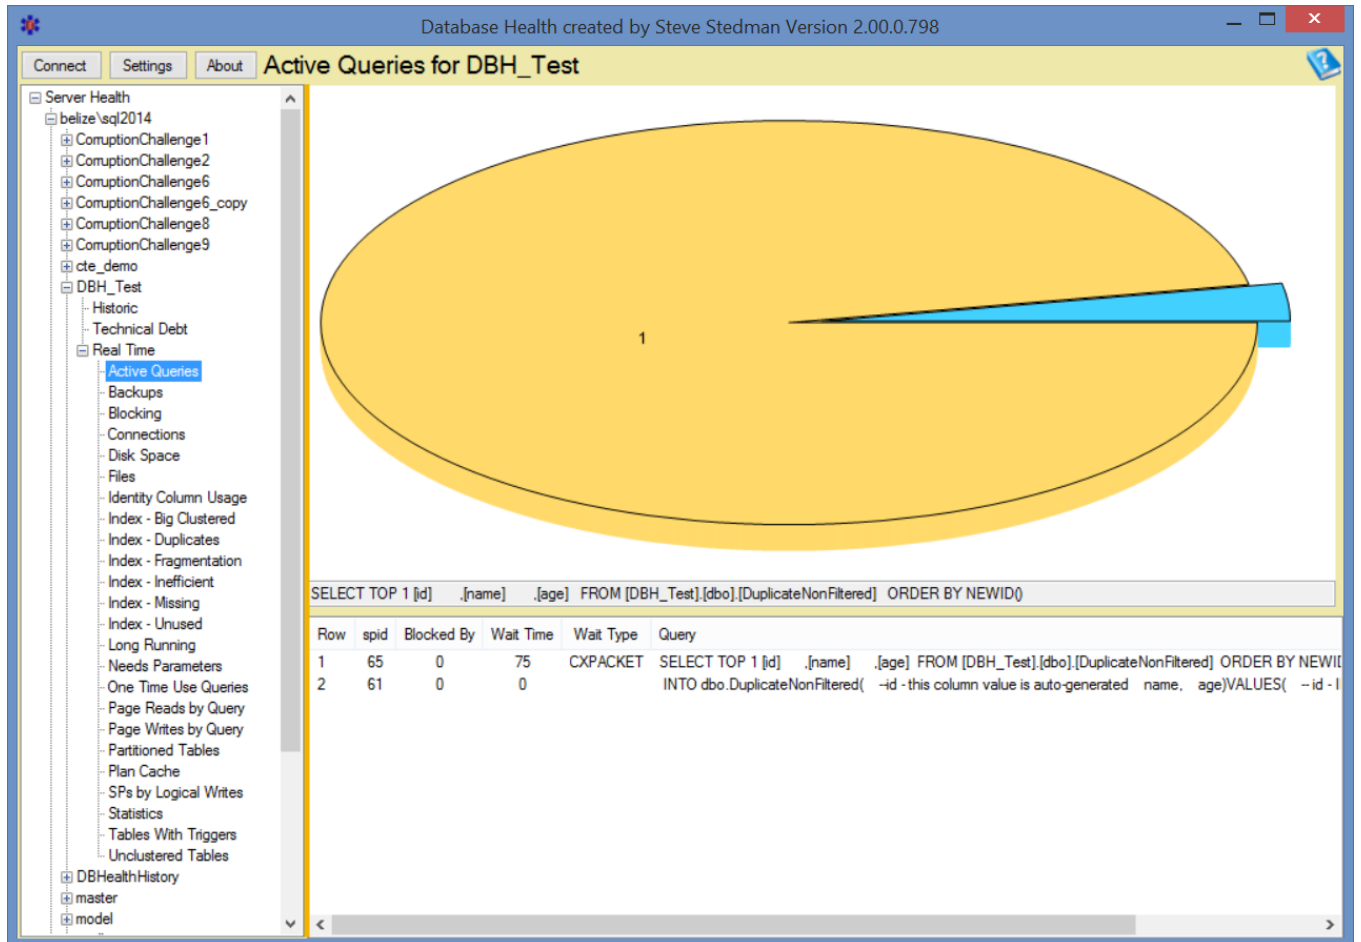 Database Health created by Steve Stedman Version 2.00.0.798
Connect Settings About Active Queries for DBH_Test
Server Health
belize\sql2014
CorruptionChallenge1
CorruptionChallenge2
CorruptionChallenge6
CorruptionChallenge6_copy
CorruptionChallenge8
CorruptionChallenge9
cte_demo
DBH_Test
Historic
Technical Debt
Real Time
Active Queries
Backups
Blocking
Connections
Disk Space
Files
Identity Column Usage
Index - Big Clustered
Index - Duplicates
Index - Fragmentation
Index - Inefficient
Index - Missing
Index - Unused
Long Running
Needs Parameters
One Time Use Queries
Page Reads by Query
Page Writes by Query
Partitioned Tables
Plan Cache
SPs by Logical Writes
Statistics
Tables With Triggers
Unclustered Tables
DBHealthHistory
master
model
1
SELECT TOP 1 [id] ,[name] ,[age] FROM [DBH_Test].[dbo].[DuplicateNonFiltered] ORDER BY NEWID()
Row spid Blocked By Wait Time Wait Type Query
1 65 0 75 CXPACKET SELECT TOP 1 [id] ,[name] ,[age] FROM [DBH_Test].[dbo].[DuplicateNonFiltered] ORDER BY NEWI
2 61 0 0 INTO dbo.DuplicateNonFiltered( --id - this column value is auto-generated name, age)VALUES( -- id - I